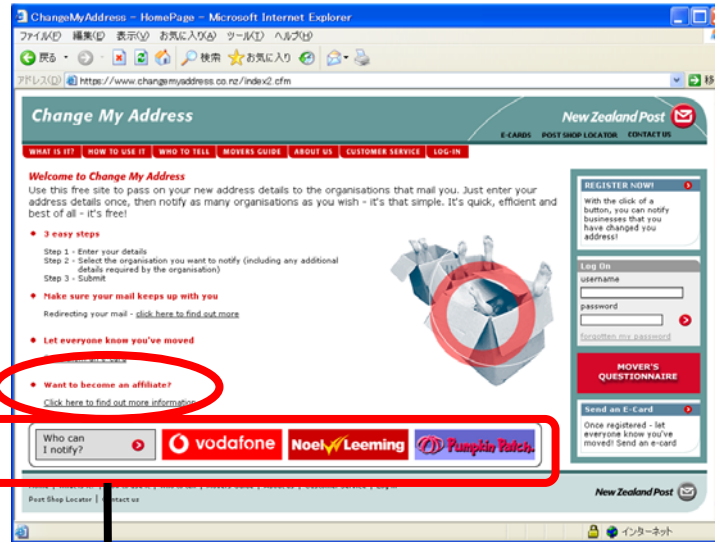 ChangeMyAddress - HomePage - Microsoft Internet Explorer
ファイル(F) 編集(E) 表示(V) お気に入り(A) ツール(T) ヘルプ(H)
戻る 検索 お気に入り
アドレス(D) https://www.changemyaddress.co.nz/index2.cfm 移
Change My Address
New Zealand Post
E-CARDS POST SHOP LOCATOR CONTACT US
WHAT IS IT? HOW TO USE IT WHO TO TELL MOVERS GUIDE ABOUT US CUSTOMER SERVICE LOG-IN
Welcome to Change My Address
Use this free site to pass on your new address details to the organisations that mail you. Just enter your
address details once, then notify as many organisations as you wish - it's that simple. It's quick, efficient and
best of all - it's free!
3 easy steps
Step 1 - Enter your details
Step 2 - Select the organisation you want to notify (including any additional
details required by the organisation)
Step 3 - Submit
Make sure your mail keeps up with you
Redirecting your mail - click here to find out more
Let everyone know you've moved
an e-card
Want to become an affiliate?
Click here to find out more information
REGISTER NOW!
With the click of a
button, you can notify
businesses that you
have changed you
address!
Log On
username
password
forgotten my password
MOVER'S
QUESTIONNAIRE
Send an E-Card
Once registered - let
everyone know you've
moved! Send an e-card
Who can
I notify?
vodafone
Noel Leeming
Pumpkin Patch.
Post Shop Locator | Contact us
New Zealand Post
インターネット